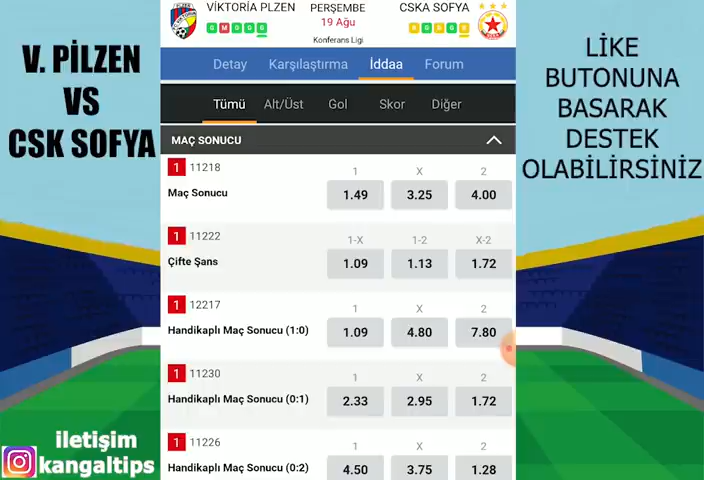 V. PİLZEN
VS
CSK SOFYA
VİKTORİA PLZEN
PERŞEMBE
CSKA SOFYA
19 Ağu
G M G G G
Konferans Ligi
Detay Karşılaştırma İddaa Forum
Tümü Alt/Üst Gol Skor Diğer
MAÇ SONUCU
1 11218 1 X 2
Maç Sonucu 1.49 3.25 4.00
1 11222 1-X 1-2 X-2
Çifte Şans 1.09 1.13 1.72
1 12217 1 X 2
Handikaplı Maç Sonucu (1:0) 1.09 4.80 7.80
1 11230 1 X 2
Handikaplı Maç Sonucu (0:1) 2.33 2.95 1.72
1 11226 1 X 2
Handikaplı Maç Sonucu (0:2) 4.50 3.75 1.28
LİKE
BUTONUNA
BASARAK
DESTEK
OLABİLİRSİNİZ
iletişim
kangaltips